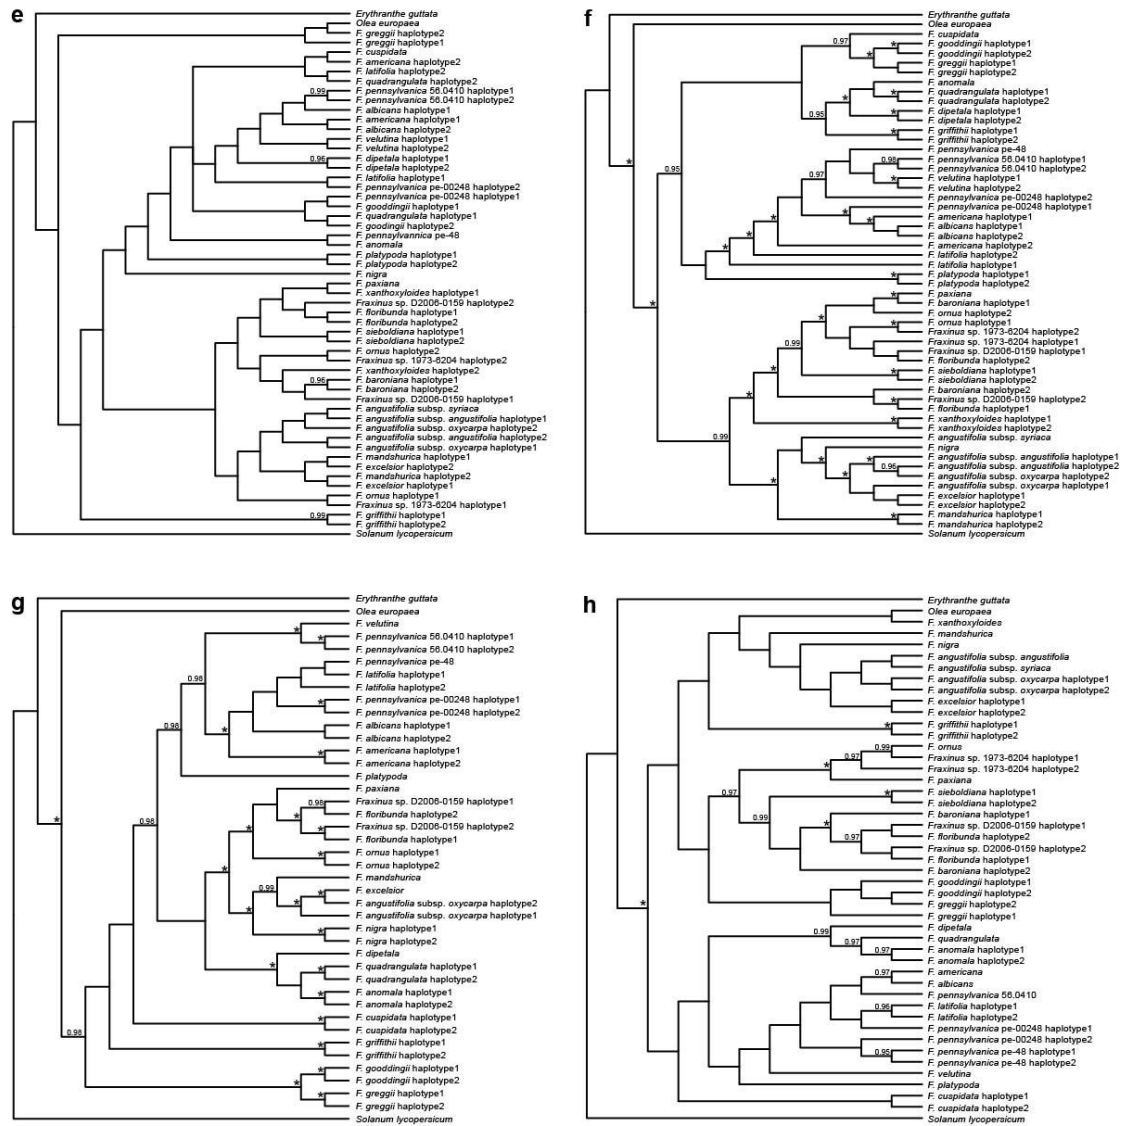 e
Erythranthe guttata
Olea europaea
F. greggii haplotype2
F. greggii haplotype1
F. cuspidata
F. americana haplotype2
F. latifolia haplotype2
F. quadrangulata haplotype2
0.99
F. pennsylvanica 56.0410 haplotype1
F. pennsylvanica 56.0410 haplotype2
F. albicans haplotype1
F. americana haplotype1
F. albicans haplotype2
F. velutina haplotype1
F. velutina haplotype2
0.96
F. dipetala haplotype1
F. dipetala haplotype2
F. latifolia haplotype1
F. pennsylvanica pe-00248 haplotype2
F. pennsylvanica pe-00248 haplotype1
F. gooddingii haplotype1
F. quadrangulata haplotype1
F. goodingii haplotype2
F. pennsylvannica pe-48
F. anomala
F. platypoda haplotype1
F. platypoda haplotype2
F. nigra
F. paxiana
F. xanthoxyloides haplotype1
Fraxinus sp. D2006-0159 haplotype2
F. floribunda haplotype1
F. floribunda haplotype2
F. sieboldiana haplotype1
F. sieboldiana haplotype2
F. ornus haplotype2
Fraxinus sp. 1973-6204 haplotype2
F. xanthoxyloides haplotype2
0.96
F. baroniana haplotype1
F. baroniana haplotype2
Fraxinus sp. D2006-0159 haplotype1
F. angustifolia subsp. syriaca
F. angustifolia subsp. angustifolia haplotype1
F. angustifolia subsp. oxycarpa haplotype2
F. angustifolia subsp. angustifolia haplotype2
F. angustifolia subsp. oxycarpa haplotype1
F. mandshurica haplotype1
F. excelsior haplotype2
F. mandshurica haplotype2
F. excelsior haplotype1
F. ornus haplotype1
Fraxinus sp. 1973-6204 haplotype1
0.99
F. griffithii haplotype1
F. griffithii haplotype2
Solanum lycopersicum
f
Erythranthe guttata
Olea europaea
F. cuspidata
0.97
* F. gooddingii haplotype1
* F. gooddingii haplotype2
F. greggii haplotype1
F. greggii haplotype2
F. anomala
* F. quadrangulata haplotype1
* F. quadrangulata haplotype2
* F. dipetala haplotype1
0.95
F. dipetala haplotype2
* F. griffithii haplotype1
F. griffithii haplotype2
F. pennsylvanica pe-48
0.98
F. pennsylvanica 56.0410 haplotype1
*
0.95
F. pennsylvanica 56.0410 haplotype2
0.97
* F. velutina haplotype1
F. velutina haplotype2
F. pennsylvanica pe-00248 haplotype2
F. pennsylvanica pe-00248 haplotype1
* * * F. americana haplotype1
F. albicans haplotype1
* F. albicans haplotype2
* F. americana haplotype2
F. latifolia haplotype2
F. latifolia haplotype1
* F. platypoda haplotype1
F. platypoda haplotype2
* F. paxiana
* F. baroniana haplotype1
F. ornus haplotype2
* * F. ornus haplotype1
Fraxinus sp. 1973-6204 haplotype2
0.99
Fraxinus sp. 1973-6204 haplotype1
Fraxinus sp. D2006-0159 haplotype1
F. floribunda haplotype2
* * F. sieboldiana haplotype1
F. sieboldiana haplotype2
F. baroniana haplotype2
* * Fraxinus sp. D2006-0159 haplotype2
F. floribunda haplotype1
* F. xanthoxyloides haplotype1
F. xanthoxyloides haplotype2
0.99
F. angustifolia subsp. syriaca
F. nigra
* * F. angustifolia subsp. angustifolia haplotype1
0.96
F. angustifolia subsp. angustifolia haplotype2
* * F. angustifolia subsp. oxycarpa haplotype2
F. angustifolia subsp. oxycarpa haplotype1
F. excelsior haplotype1
F. excelsior haplotype2
* F. mandshurica haplotype1
F. mandshurica haplotype2
Solanum lycopersicum
g
Erythranthe guttata
Olea europaea
* F. velutina
* F. pennsylvanica 56.0410 haplotype1
F. pennsylvanica 56.0410 haplotype2
F. pennsylvanica pe-48
F. latifolia haplotype1
0.98
F. latifolia haplotype2
* F. pennsylvanica pe-00248 haplotype1
F. pennsylvanica pe-00248 haplotype2
0.98
* F. albicans haplotype1
F. albicans haplotype2
* F. americana haplotype1
F. americana haplotype2
F. platypoda
F. paxiana
0.98
Fraxinus sp. D2006-0159 haplotype1
* F. floribunda haplotype2
0.98
* * * Fraxinus sp. D2006-0159 haplotype2
F. floribunda haplotype1
* F. ornus haplotype1
* F. ornus haplotype2
F. mandshurica
0.99
* F. excelsior
* * F. angustifolia subsp. oxycarpa haplotype2
F. angustifolia subsp. oxycarpa haplotype1
* F. nigra haplotype1
F. nigra haplotype2
F. dipetala
* * F. quadrangulata haplotype1
F. quadrangulata haplotype2
* F. anomala haplotype1
F. anomala haplotype2
* F. cuspidata haplotype1
F. cuspidata haplotype2
0.98
* F. griffithii haplotype1
F. griffithii haplotype2
* F. gooddingii haplotype1
* F. gooddingii haplotype2
* F. greggii haplotype1
F. greggii haplotype2
Solanum lycopersicum
h
Erythranthe guttata
Olea europaea
F. xanthoxyloides
F. mandshurica
F. nigra
F. angustifolia subsp. angustifolia
F. angustifolia subsp. syriaca
F. angustifolia subsp. oxycarpa haplotype1
F. angustifolia subsp. oxycarpa haplotype2
F. excelsior haplotype1
F. excelsior haplotype2
* F. griffithii haplotype1
F. griffithii haplotype2
0.99
F. ornus
0.97
Fraxinus sp. 1973-6204 haplotype1
* Fraxinus sp. 1973-6204 haplotype2
F. paxiana
0.97
* F. sieboldiana haplotype1
F. sieboldiana haplotype2
0.99
F. baroniana haplotype1
* Fraxinus sp. D2006-0159 haplotype1
0.97
F. floribunda haplotype2
Fraxinus sp. D2006-0159 haplotype2
F. floribunda haplotype1
F. baroniana haplotype2
F. gooddingii haplotype1
F. gooddingii haplotype2
F. greggii haplotype2
* F. greggii haplotype1
0.99
F. dipetala
0.97
F. quadrangulata
0.97
F. anomala haplotype1
F. anomala haplotype2
0.97
F. americana
F. albicans
F. pennsylvanica 56.0410
0.96
F. latifolia haplotype1
F. latifolia haplotype2
F. pennsylvanica pe-00248 haplotype1
F. pennsylvanica pe-00248 haplotype2
0.95
F. pennsylvanica pe-48 haplotype1
F. pennsylvanica pe-48 haplotype2
F. velutina
F. platypoda
F. cuspidata haplotype1
F. cuspidata haplotype2
Solanum lycopersicum